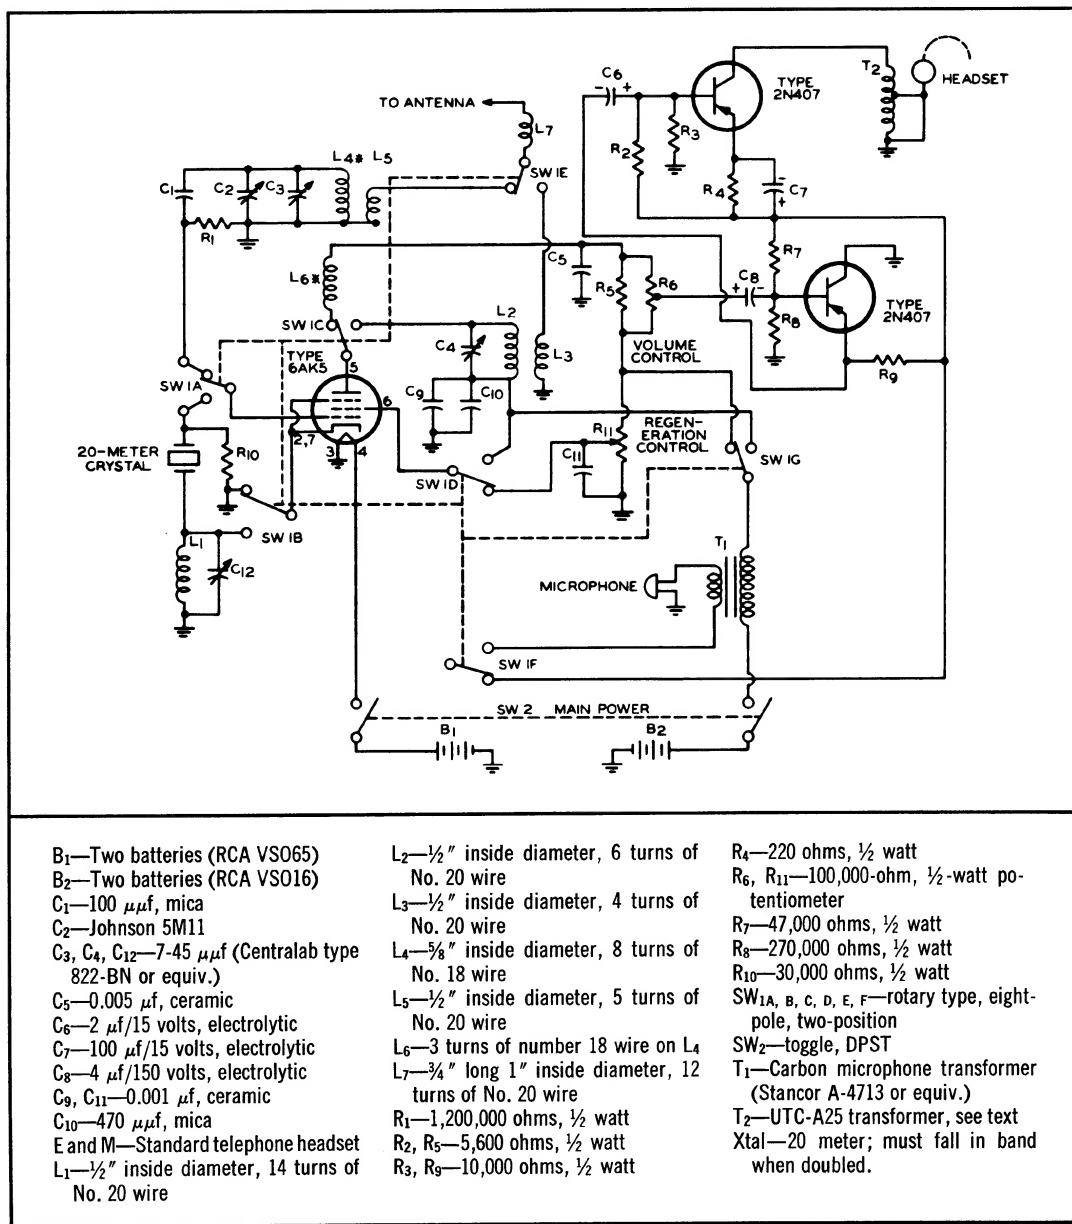 TYPE
2N407
T2
HEADSET
C6
- +
TO ANTENNA
L7
R3
R2
L4* L5
SW 1E
C1
C2
C3
R4
C7
-
+
R1
R7
C5
L6*
R5
R6
C8
+ -
TYPE
2N407
L2
R8
SW 1C
C4
VOLUME
CONTROL
L3
TYPE
6AK5
5
R9
SW 1A
C9
C10
6
2,7
3
4
R11
REGEN-
ERATION
CONTROL
20-METER
CRYSTAL
R10
C11
SW 1G
SW 1D
SW 1B
L1
T1
C12
MICROPHONE
SW 1F
SW 2 MAIN POWER
B1
B2
B1—Two batteries (RCA VS065)
B2—Two batteries (RCA VS016)
C1—100 μμf, mica
C2—Johnson 5M11
C3, C4, C12—7-45 μμf (Centralab type
822-BN or equiv.)
C5—0.005 μf, ceramic
C6—2 μf/15 volts, electrolytic
C7—100 μf/15 volts, electrolytic
C8—4 μf/150 volts, electrolytic
C9, C11—0.001 μf, ceramic
C10—470 μμf, mica
E and M—Standard telephone headset
L1—½″ inside diameter, 14 turns of
No. 20 wire
L2—½″ inside diameter, 6 turns of
No. 20 wire
L3—½″ inside diameter, 4 turns of
No. 20 wire
L4—⅝″ inside diameter, 8 turns of
No. 18 wire
L5—½″ inside diameter, 5 turns of
No. 20 wire
L6—3 turns of number 18 wire on L4
L7—¾″ long 1″ inside diameter, 12
turns of No. 20 wire
R1—1,200,000 ohms, ½ watt
R2, R5—5,600 ohms, ½ watt
R3, R9—10,000 ohms, ½ watt
R4—220 ohms, ½ watt
R6, R11—100,000-ohm, ½-watt po-
tentiometer
R7—47,000 ohms, ½ watt
R8—270,000 ohms, ½ watt
R10—30,000 ohms, ½ watt
SW1A, B, C, D, E, F—rotary type, eight-
pole, two-position
SW2—toggle, DPST
T1—Carbon microphone transformer
(Stancor A-4713 or equiv.)
T2—UTC-A25 transformer, see text
Xtal—20 meter; must fall in band
when doubled.